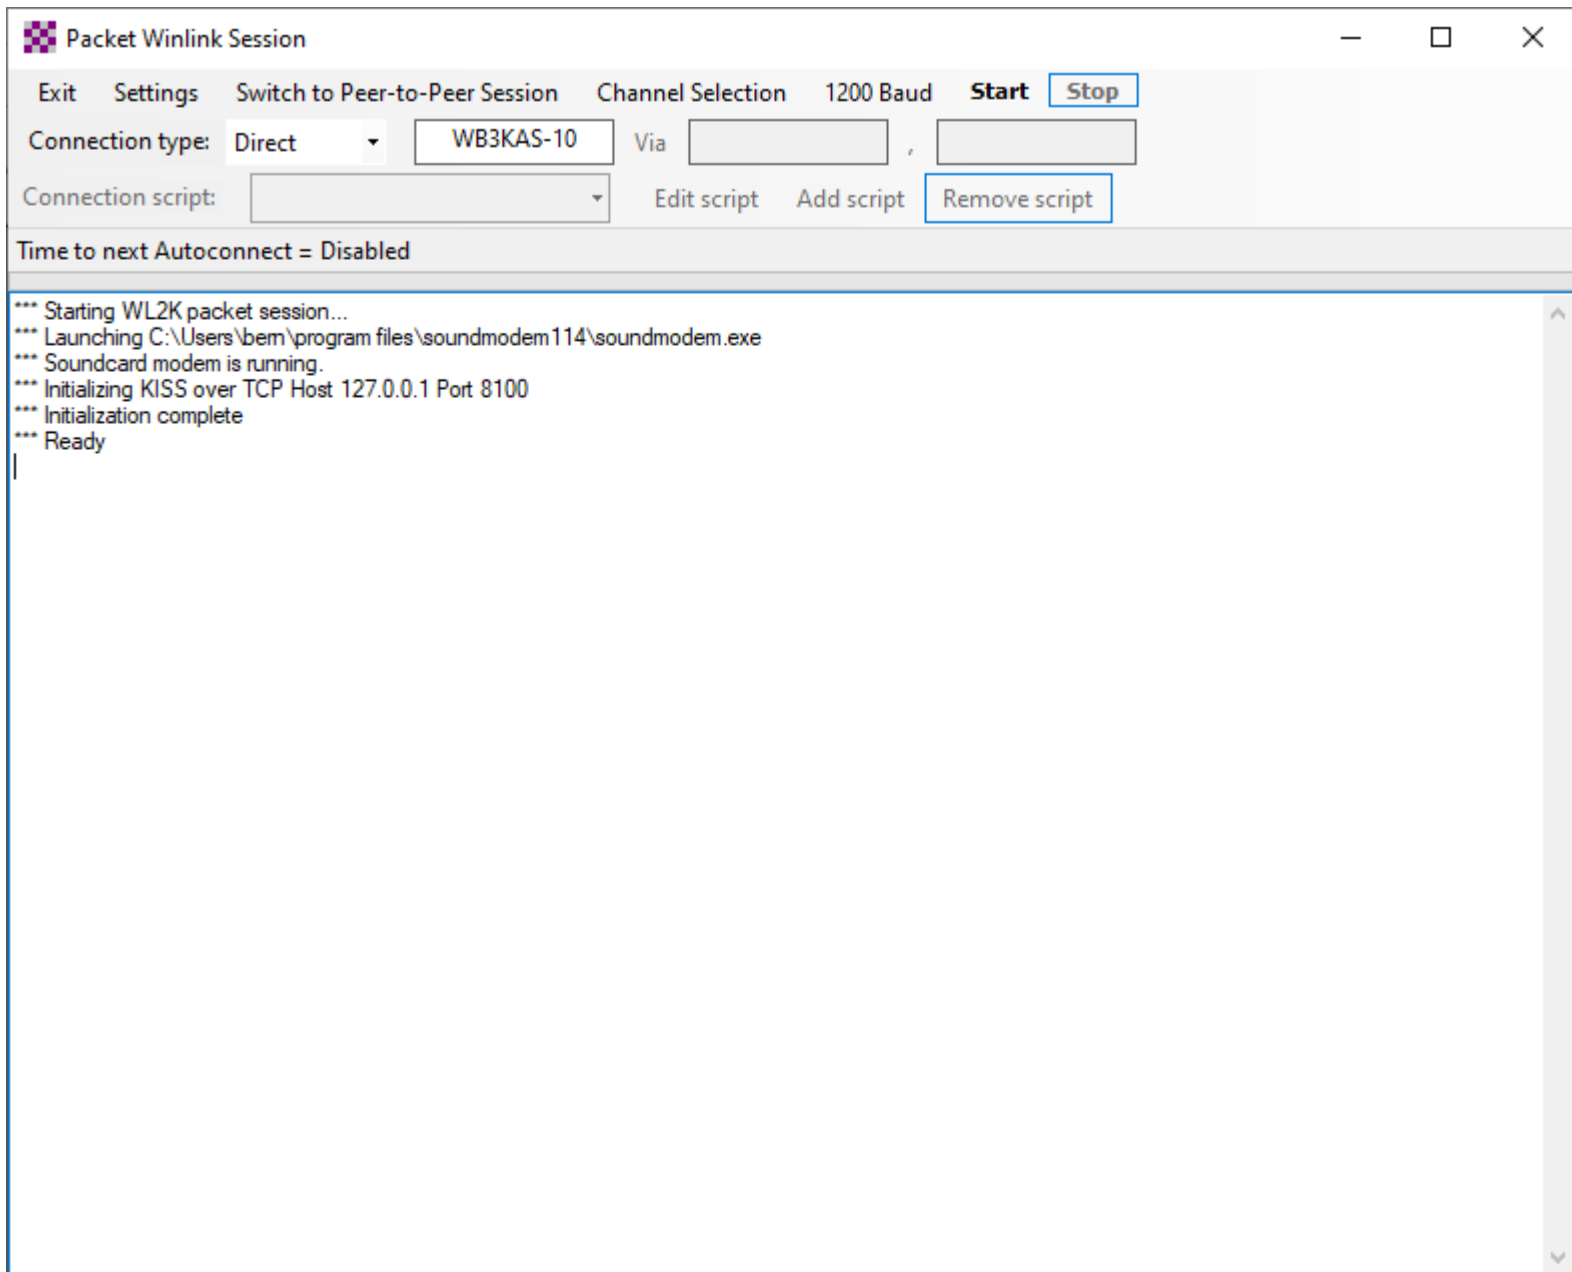 Packet Winlink Session
Exit Settings Switch to Peer-to-Peer Session Channel Selection 1200 Baud Start Stop
Connection type: Direct WB3KAS-10 Via ,
Connection script: Edit script Add script Remove script
Time to next Autoconnect = Disabled
*** Starting WL2K packet session...
*** Launching C:\Users\bern\program files\soundmodem114\soundmodem.exe
*** Soundcard modem is running.
*** Initializing KISS over TCP Host 127.0.0.1 Port 8100
*** Initialization complete
*** Ready